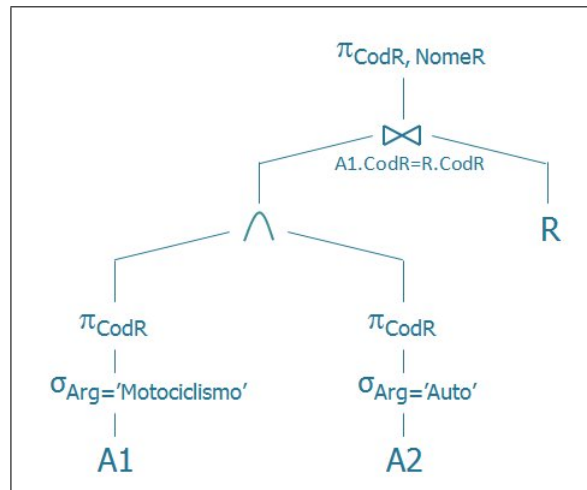 πCodR, NomeR
⋈
A1.CodR=R.CodR
∩ R
πCodR πCodR
σArg='Motociclismo' σArg='Auto'
A1 A2